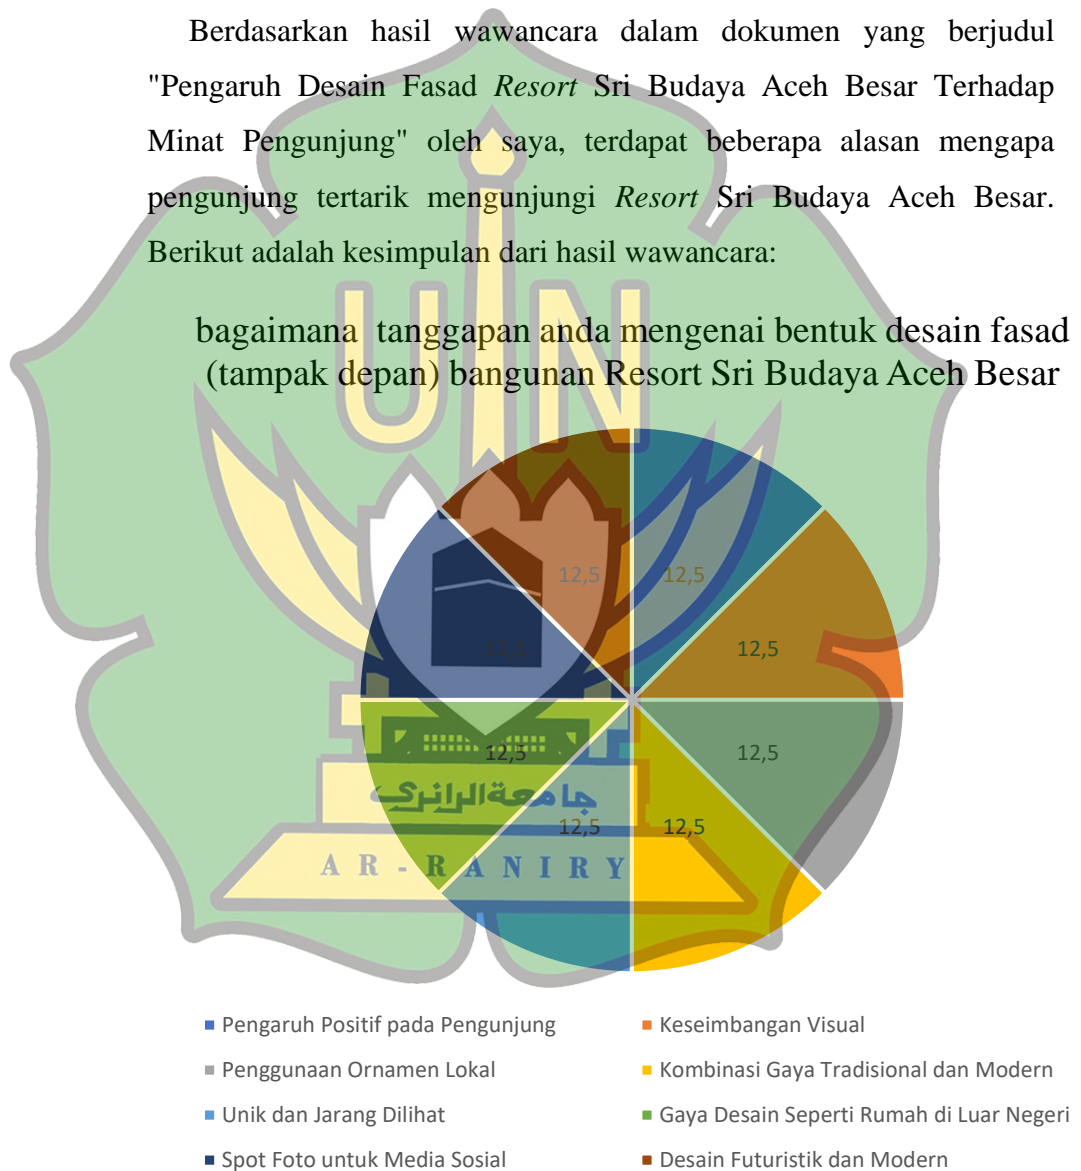 Berdasarkan hasil wawancara dalam dokumen yang berjudul
"Pengaruh Desain Fasad Resort Sri Budaya Aceh Besar Terhadap
Minat Pengunjung" oleh saya, terdapat beberapa alasan mengapa
pengunjung tertarik mengunjungi Resort Sri Budaya Aceh Besar.
Berikut adalah kesimpulan dari hasil wawancara:
UIN
bagaimana tanggapan anda mengenai bentuk desain fasad
(tampak depan) bangunan Resort Sri Budaya Aceh Besar
12,5 12,5
12,5 12,5
12,5 12,5
جامعةالرانري
12,5 12,5
AR-RANIRY
Pengaruh Positif pada Pengunjung
Keseimbangan Visual
Penggunaan Ornamen Lokal
Kombinasi Gaya Tradisional dan Modern
Unik dan Jarang Dilihat
Gaya Desain Seperti Rumah di Luar Negeri
Spot Foto untuk Media Sosial
Desain Futuristik dan Modern